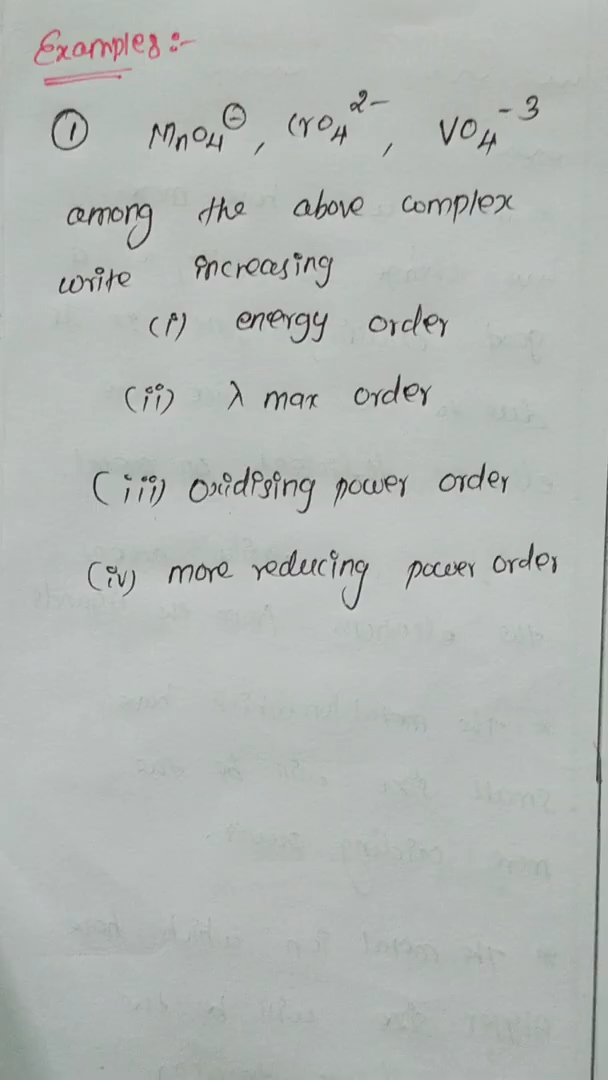 Examples :-
① MnO₄⊖, CrO₄²⁻, VO₄⁻³
among the above complex
write increasing
(i) energy order
(ii) λ max order
(iii) oxidising power order
(iv) more reducing power order